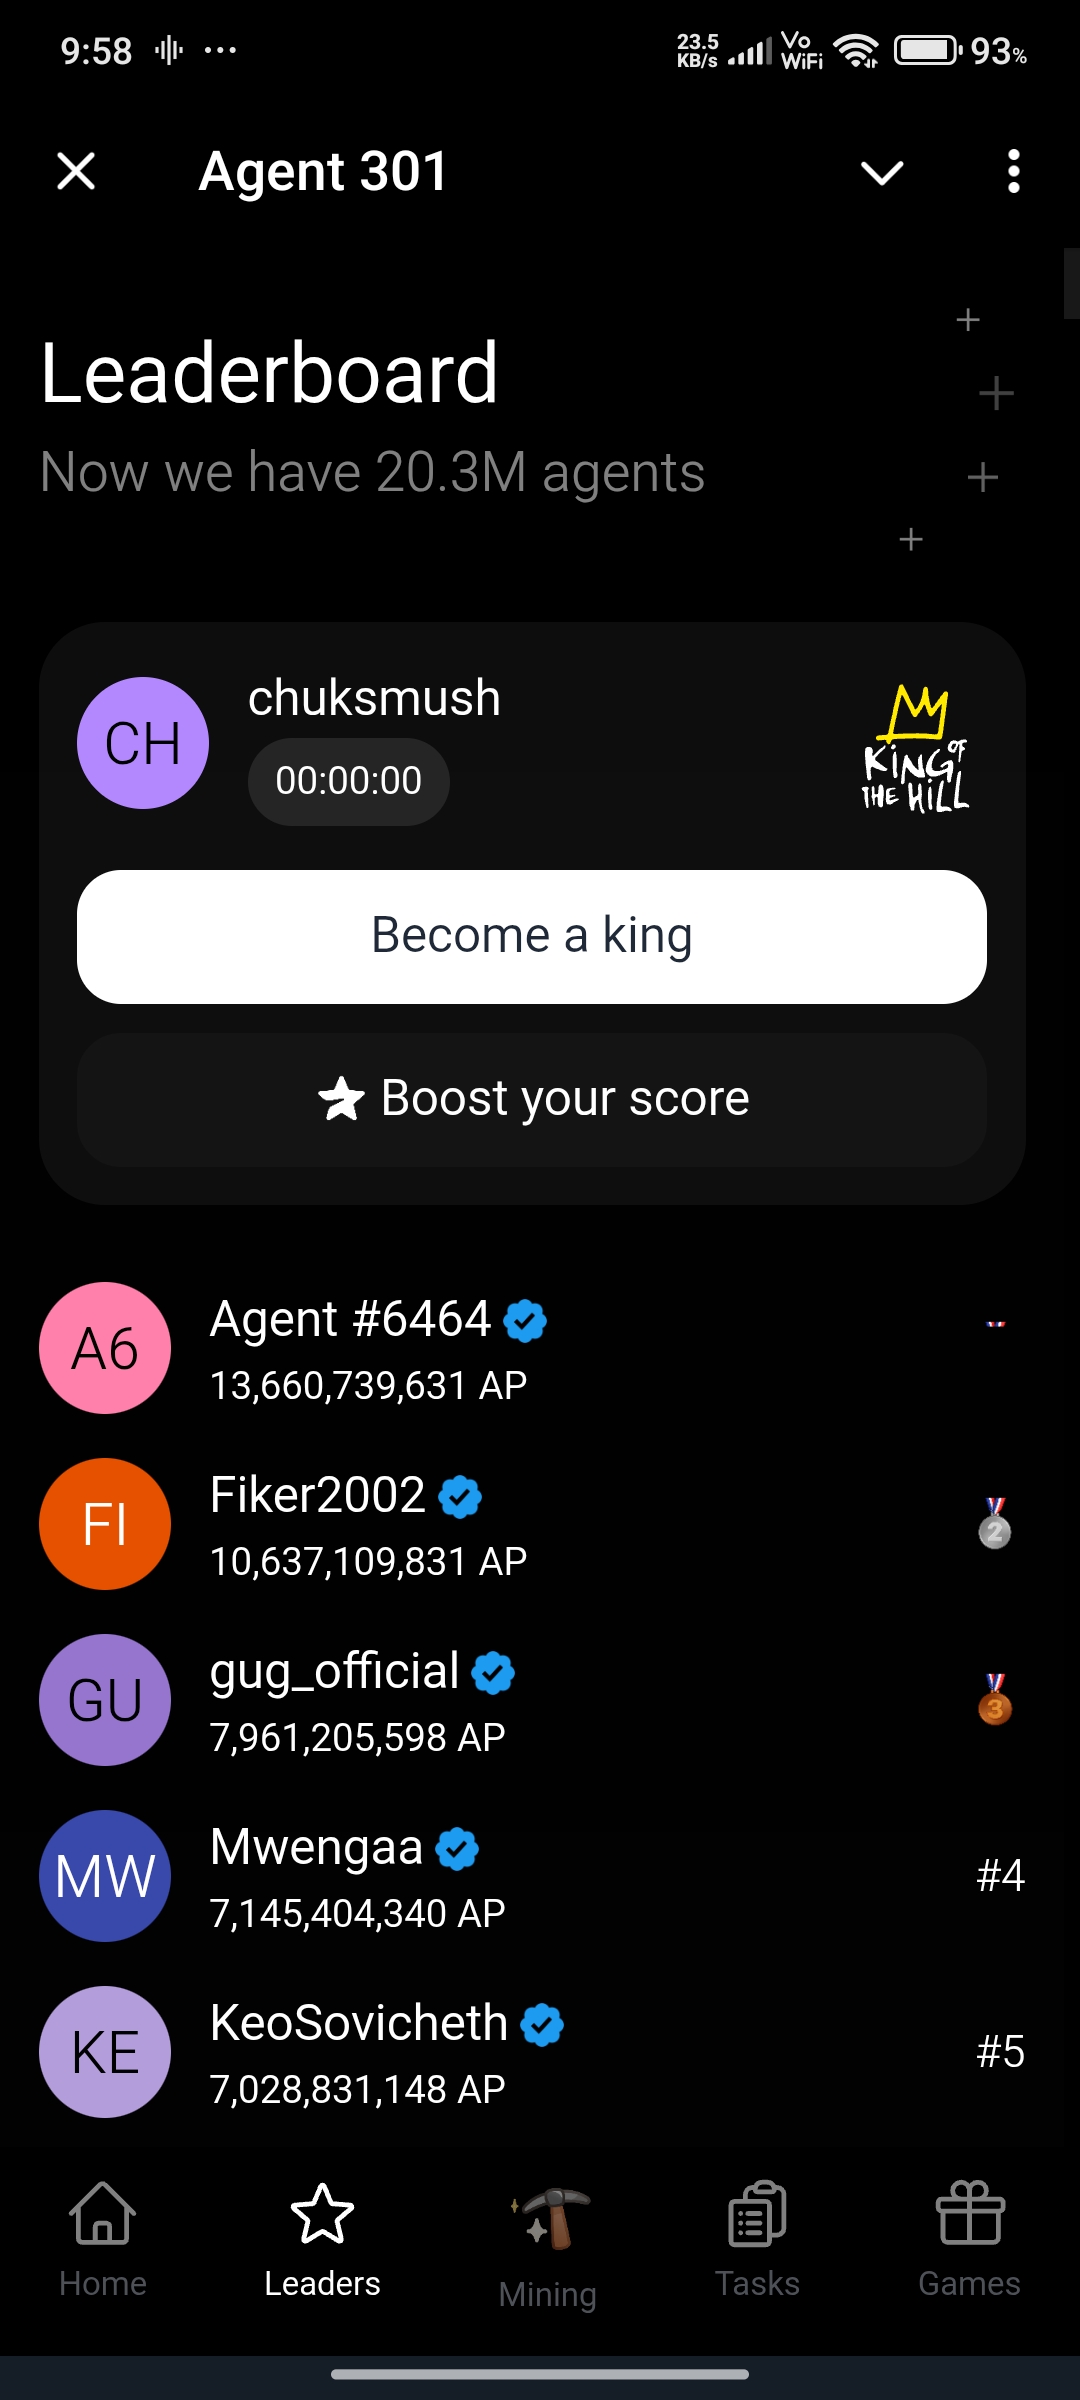 9:58
23.5 KB/s
Vo WiFi
93%
Agent 301
Leaderboard
Now we have 20.3M agents
CH
chuksmush
00:00:00
KiNG OF
THE HiLL
Become a king
Boost your score
A6
Agent #6464
13,660,739,631 AP
FI
Fiker2002
10,637,109,831 AP
2
GU
gug_official
7,961,205,598 AP
3
MW
Mwengaa
7,145,404,340 AP
#4
KE
KeoSovicheth
7,028,831,148 AP
#5
Home
Leaders
Mining
Tasks
Games